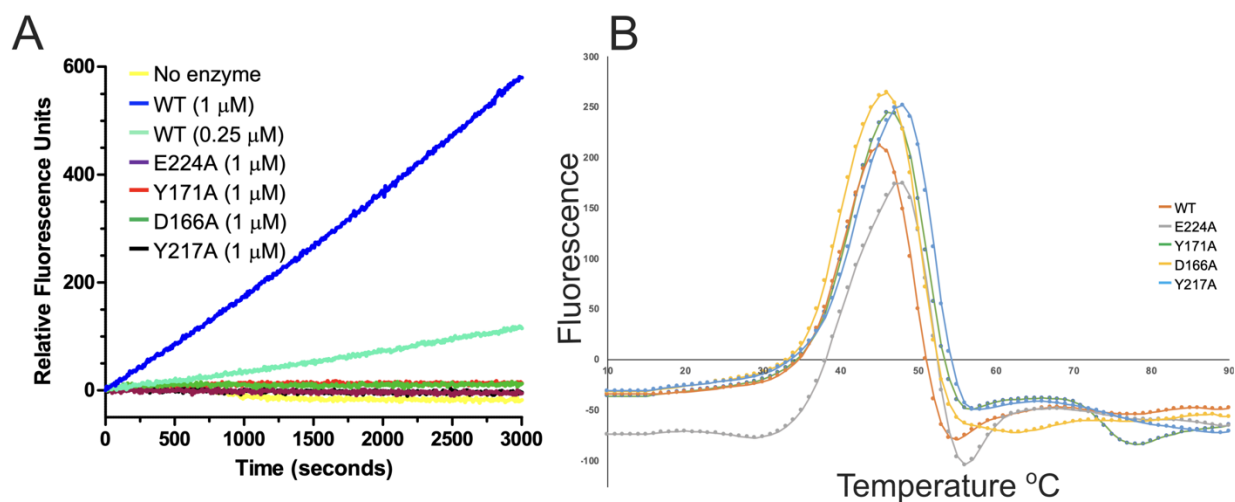 A
600
400
200
0
Relative Fluorescence Units
No enzyme
WT (1 µM)
WT (0.25 µM)
E224A (1 µM)
Y171A (1 µM)
D166A (1 µM)
Y217A (1 µM)
0 500 1000 1500 2000 2500 3000
Time (seconds)
B
300
250
200
150
100
50
0
-50
-100
Fluorescence
10 20 30 40 50 60 70 80 90
WT
E224A
Y171A
D166A
Y217A
Temperature °C